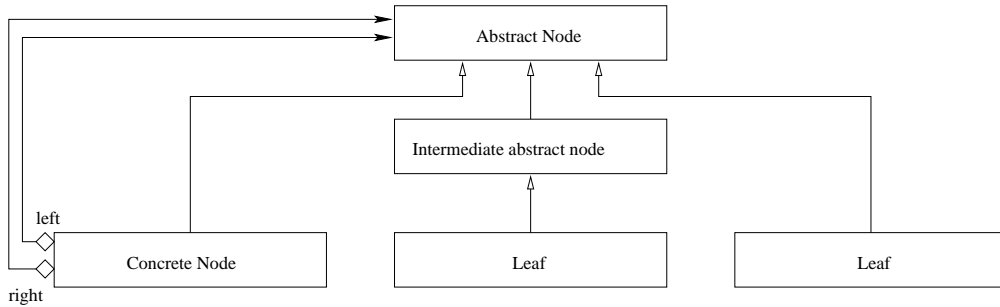 Abstract Node
Intermediate abstract node
left
Concrete Node
Leaf
Leaf
right